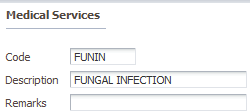 Medical Services
Code FUNIN
Description FUNGAL INFECTION
Remarks